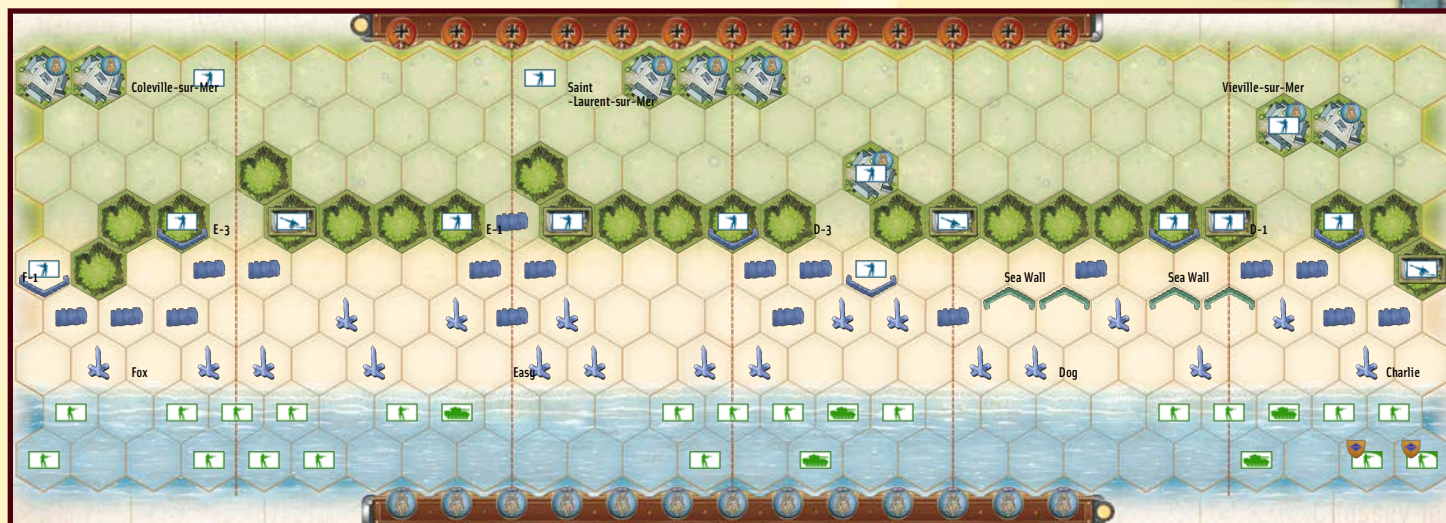 Coleville-sur-Mer
Saint
-Laurent-sur-Mer
Vieville-sur-Mer
E-3
E-1
D-3
D-1
F-1
Sea Wall
Sea Wall
Fox
Easy
Dog
Charlie